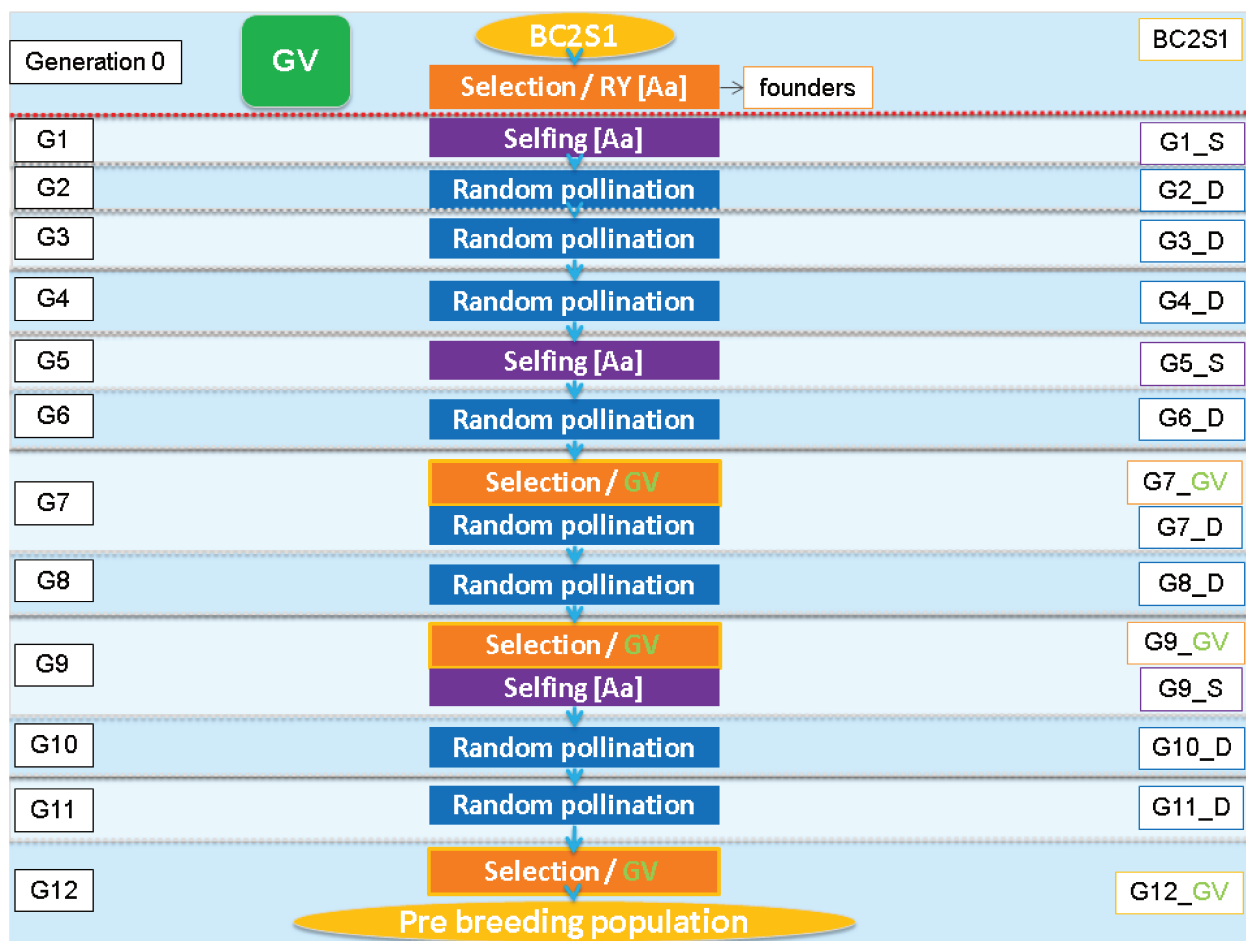 Generation 0
GV
BC2S1
BC2S1
Selection / RY [Aa]
founders
G1
Selfing [Aa]
G1_S
G2
Random pollination
G2_D
G3
Random pollination
G3_D
G4
Random pollination
G4_D
G5
Selfing [Aa]
G5_S
G6
Random pollination
G6_D
G7
Selection / GV
G7_GV
Random pollination
G7_D
G8
Random pollination
G8_D
G9
Selection / GV
G9_GV
Selfing [Aa]
G9_S
G10
Random pollination
G10_D
G11
Random pollination
G11_D
G12
Selection / GV
G12_GV
Pre breeding population